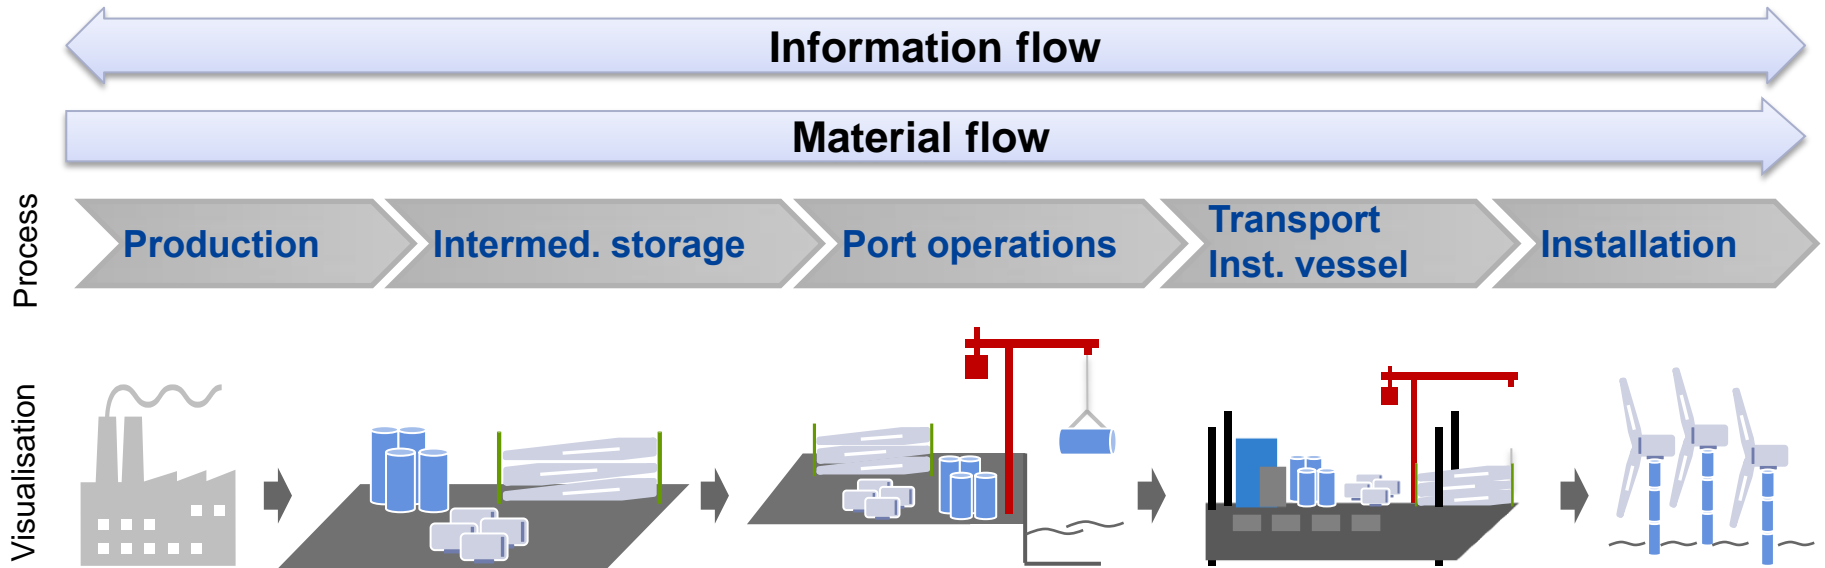 Information flow
Material flow
Process
Production
Intermed. storage
Port operations
Transport
Inst. vessel
Installation
Visualisation